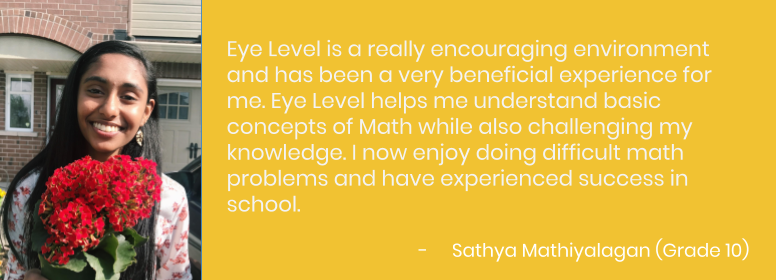 Eye Level is a really encouraging environment
and has been a very beneficial experience for
me. Eye Level helps me understand basic
concepts of Math while also challenging my
knowledge. I now enjoy doing difficult math
problems and have experienced success in
school.
- Sathya Mathiyalagan (Grade 10)